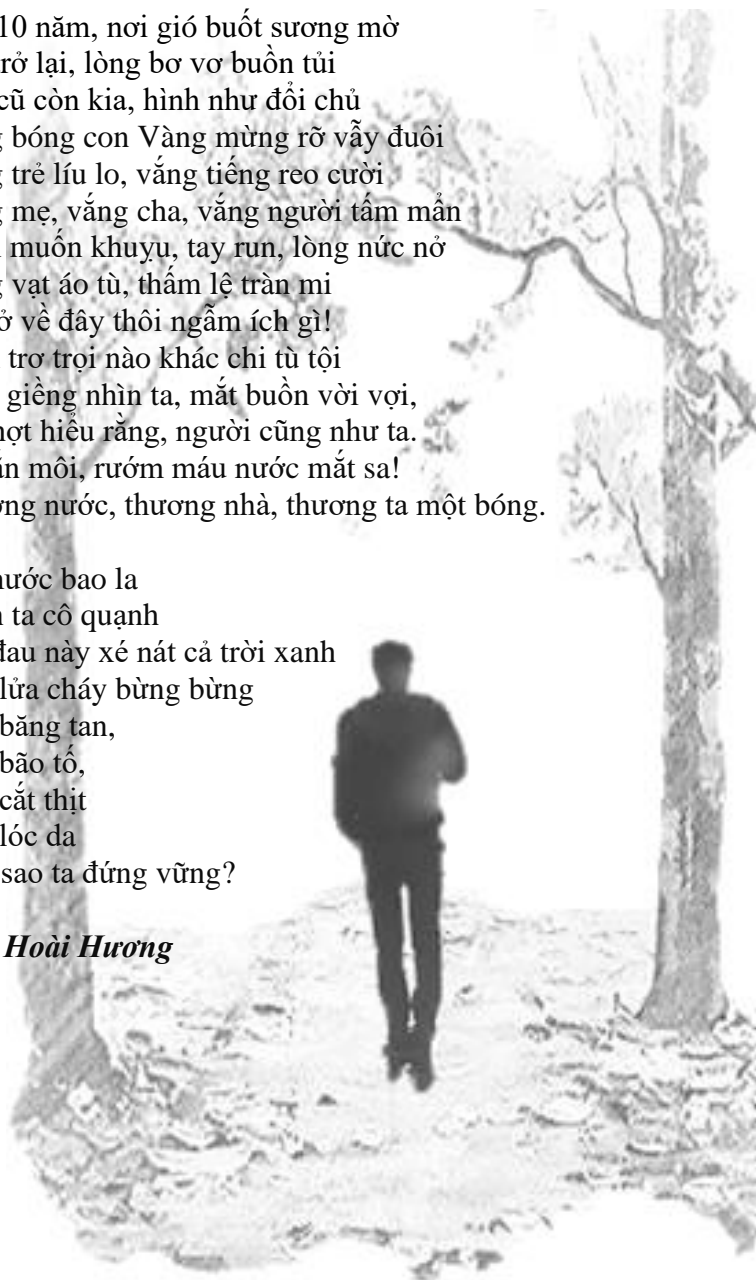 10 năm, nơi gió buốt sương mờ
rở lại, lòng bơ vơ buồn tủi
cũ còn kia, hình như đổi chủ
g bóng con Vàng mừng rỡ vẫy đuôi
g trẻ líu lo, vắng tiếng reo cười
g mẹ, vắng cha, vắng người tấm mẳn
muốn khuyu, tay run, lòng nức nở
g vạt áo tù, thấm lệ tràn mi
ở về đây thôi ngẫm ích gì!
trơ trọi nào khác chi tù tội
giềng nhìn ta, mắt buồn vời vợi,
hợt hiểu rằng, người cũng như ta.
ắn môi, rướm máu nước mắt sa!
ơng nước, thương nhà, thương ta một bóng.

nước bao la
ta cô quạnh
đau này xé nát cả trời xanh
lửa cháy bừng bừng
băng tan,
bão tố,
cắt thịt
lóc da
sao ta đứng vững?

Hoài Hương